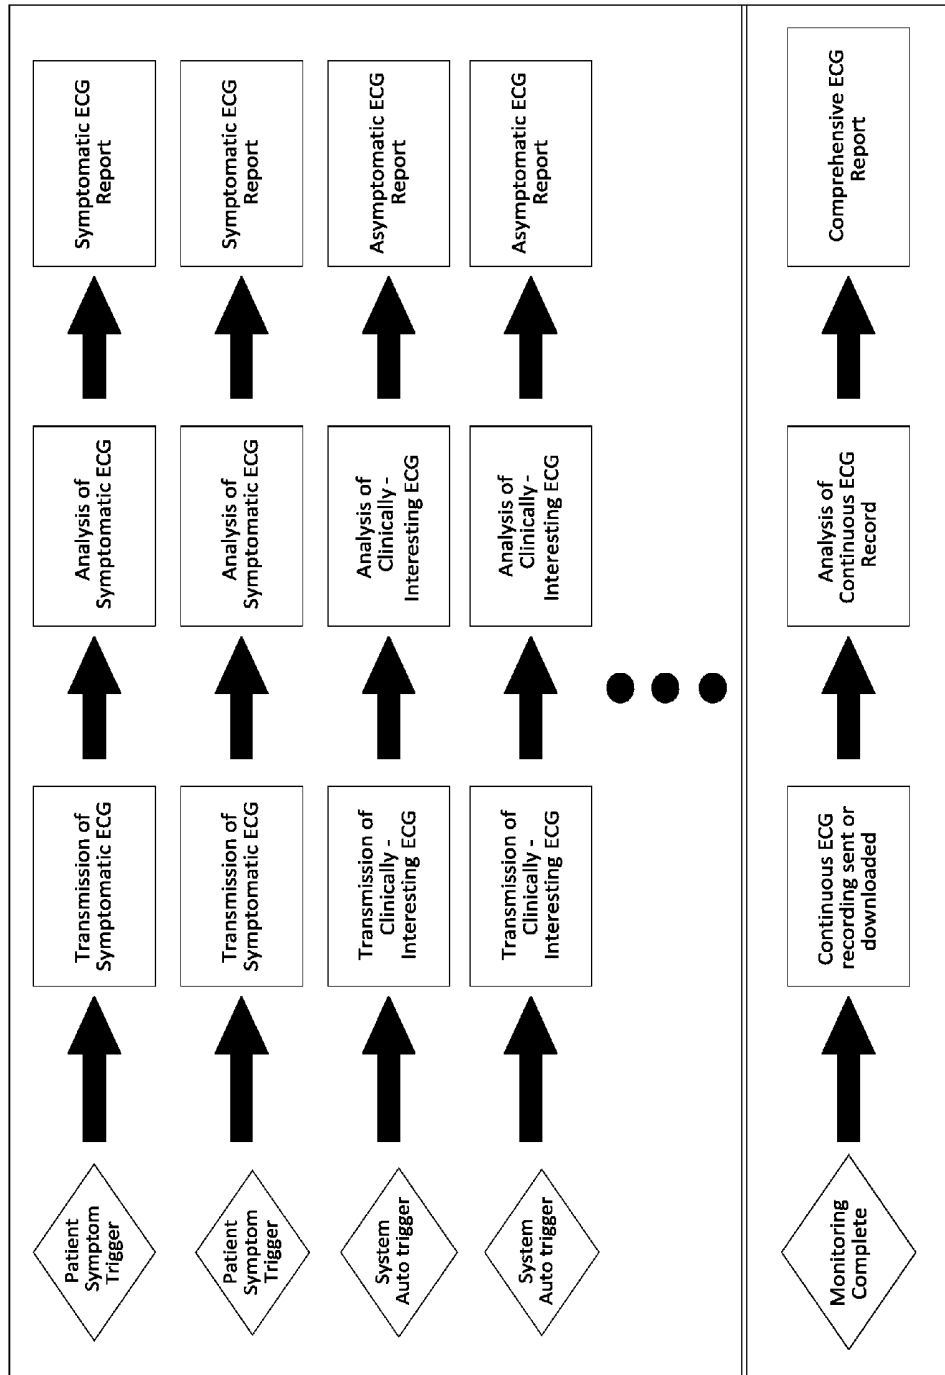 Patient
Symptom
Trigger
Transmission of
Symptomatic ECG
Analysis of
Symptomatic ECG
Symptomatic ECG
Report
Patient
Symptom
Trigger
Transmission of
Symptomatic ECG
Analysis of
Symptomatic ECG
Symptomatic ECG
Report
System
Auto trigger
Transmission of
Clinically -
Interesting ECG
Analysis of
Clinically -
Interesting ECG
Asymptomatic ECG
Report
System
Auto trigger
Transmission of
Clinically -
Interesting ECG
Analysis of
Clinically -
Interesting ECG
Asymptomatic ECG
Report
Monitoring
Complete
Continuous ECG
recording sent or
downloaded
Analysis of
Continuous ECG
Record
Comprehensive ECG
Report